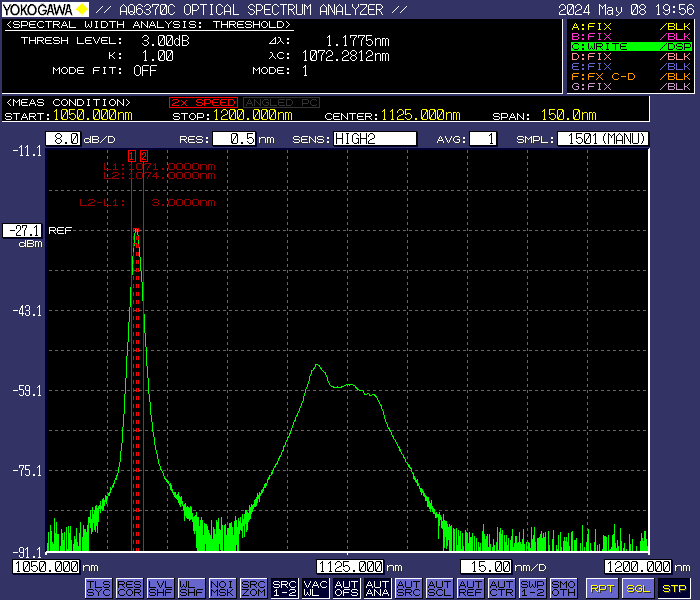 YOKOGAWA // AQ6370C OPTICAL SPECTRUM ANALYZER // 2024 May 08 19:56
<SPECTRAL WIDTH ANALYSIS: THRESHOLD>
THRESH LEVEL: 3.00dB Δλ: 1.1775nm
K: 1.00 λC: 1072.2812nm
MODE FIT: OFF MODE: 1
A:FIX /BLK
B:FIX /BLK
C:WRITE /DSP
D:FIX /BLK
E:FIX /BLK
F:FX C-D /BLK
G:FIX /BLK
<MEAS CONDITION> 2X SPEED ANGLED PC
START: 1050.000nm STOP: 1200.000nm CENTER: 1125.000nm SPAN: 150.0nm
8.0 dB/D RES: 0.5 nm SENS: HIGH2 AVG: 1 SMPL: 1501(MANU)
-11.1
1 2
L1: 1071.0000nm
L2: 1074.0000nm
L2-L1: 3.0000nm
-27.1 REF
dBm
-43.1
-59.1
-75.1
-91.1
1050.000 nm 1125.000 nm 15.00 nm/D 1200.000 nm
TLS SYC RES COR LVL SHF WL SHF NOI MSK SRC ZOM SRC 1-2 VAC WL AUT OFS AUT ANA AUT SRC AUT SCL AUT REF AUT CTR SWP 1-2 SMO OTH RPT SGL STP